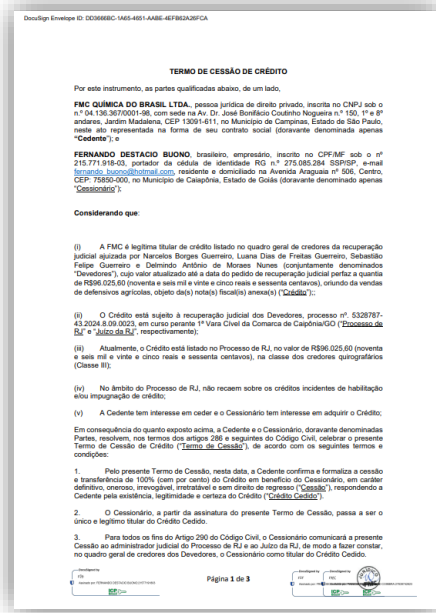 DocuSign Envelope ID: DD3686BC-1A65-4651-AABE-4EFB62A26FCA
TERMO DE CESSÃO DE CRÉDITO
Por este instrumento, as partes qualificadas abaixo, de um lado,
FMC QUÍMICA DO BRASIL LTDA., pessoa jurídica de direito privado, inscrita no CNPJ sob o
n.º 04.136.367/0001-98, com sede na Av. Dr. José Bonifácio Coutinho Nogueira n.º 150, 1º e 8º
andares, Jardim Madalena, CEP 13091-611, no Município de Campinas, Estado de São Paulo,
neste ato representada na forma de seu contrato social (doravante denominada apenas
"Cedente"); e
FERNANDO DESTACIO BUONO, brasileiro, empresário, inscrito no CPF/MF sob o nº
215.771.918-03, portador da cédula de identidade RG n.º 275.085.284 SSP/SP, e-mail
fernando_buono@hotmail.com, residente e domiciliado na Avenida Araguaia nº 506, Centro,
CEP: 75850-000, no Município de Caiapônia, Estado de Goiás (doravante denominado apenas
"Cessionário");
Considerando que:
(i) A FMC é legítima titular de crédito listado no quadro geral de credores da recuperação
judicial ajuizada por Narcelos Borges Guerreiro, Luana Dias de Freitas Guerreiro, Sebastião
Felipe Guerreiro e Delmindo Antônio de Moraes Nunes (conjuntamente denominados
"Devedores"), cujo valor atualizado até a data do pedido de recuperação judicial perfaz a quantia
de R$96.025,60 (noventa e seis mil e vinte e cinco reais e sessenta centavos), oriundo da vendas
de defensivos agrícolas, objeto da(s) nota(s) fiscal(is) anexa(s) ("Crédito");;
(ii) O Crédito está sujeito à recuperação judicial dos Devedores, processo nº. 5328787-
43.2024.8.09.0023, em curso perante 1ª Vara Cível da Comarca de Caipônia/GO ("Processo de
RJ" e "Juízo da RJ", respectivamente);
(iii) Atualmente, o Crédito está listado no Processo de RJ, no valor de R$96.025,60 (noventa
e seis mil e vinte e cinco reais e sessenta centavos), na classe dos credores quirografários
(Classe III);
(iv) No âmbito do Processo de RJ, não recaem sobre os créditos incidentes de habilitação
e/ou impugnação de crédito;
(v) A Cedente tem interesse em ceder e o Cessionário tem interesse em adquirir o Crédito;
Em consequência do quanto exposto acima, a Cedente e o Cessionário, doravante denominadas
Partes, resolvem, nos termos dos artigos 286 e seguintes do Código Civil, celebrar o presente
Termo de Cessão de Crédito ("Termo de Cessão"), de acordo com os seguintes termos e
condições:
1. Pelo presente Termo de Cessão, nesta data, a Cedente confirma e formaliza a cessão
e transferência de 100% (cem por cento) do Crédito em benefício do Cessionário, em caráter
definitivo, oneroso, irrevogável, irretratável e sem direito de regresso ("Cessão"), respondendo a
Cedente pela existência, legitimidade e certeza do Crédito ("Crédito Cedido").
2. O Cessionário, a partir da assinatura do presente Termo de Cessão, passa a ser o
único e legítimo titular do Crédito Cedido.
3. Para todos os fins do Artigo 290 do Código Civil, o Cessionário comunicará a presente
Cessão ao administrador judicial do Processo de RJ e ao Juízo da RJ, de modo a fazer constar,
no quadro geral de credores dos Devedores, o Cessionário como titular do Crédito Cedido.
Página 1 de 3